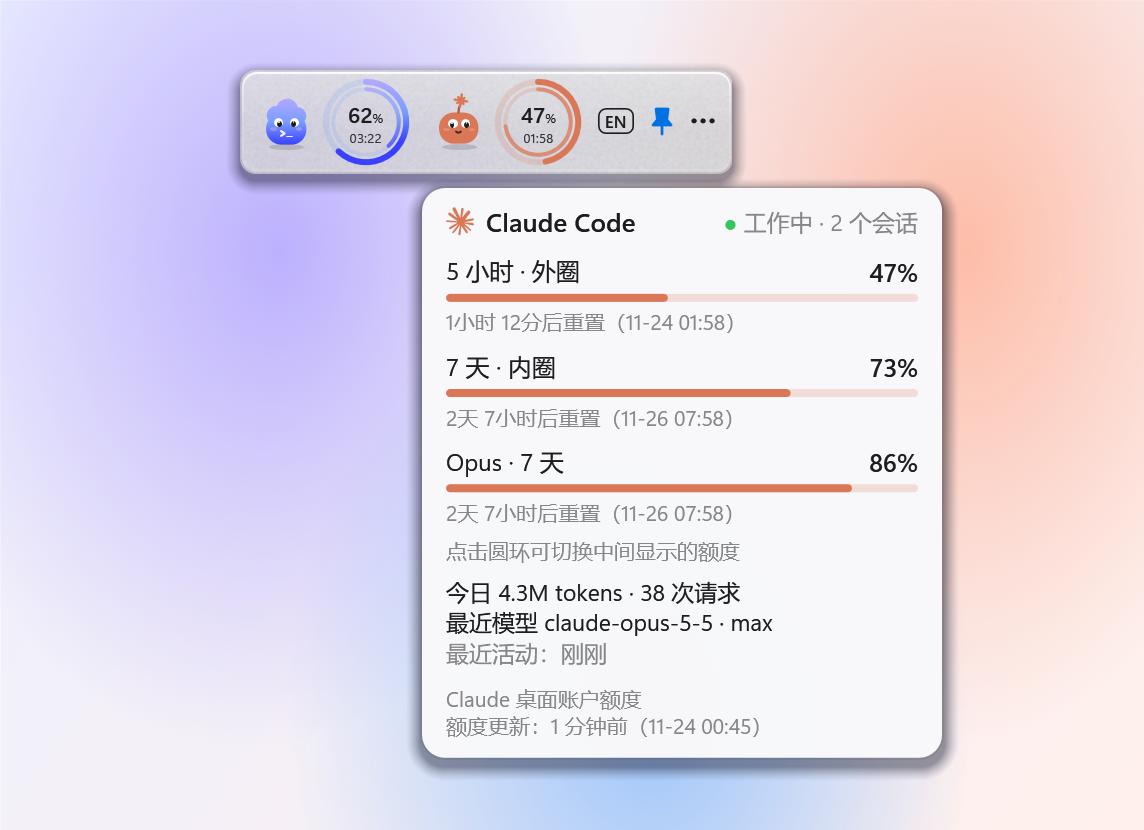 62%
03:22
47%
01:58
EN
Claude Code
工作中 · 2 个会话
5 小时 · 外圈
47%
1小时 12分后重置（11-24 01:58）
7 天 · 内圈
73%
2天 7小时后重置（11-26 07:58）
Opus · 7 天
86%
2天 7小时后重置（11-26 07:58）
点击圆环可切换中间显示的额度
今日 4.3M tokens · 38 次请求
最近模型 claude-opus-5-5 · max
最近活动：刚刚
Claude 桌面账户额度
额度更新：1 分钟前（11-24 00:45）